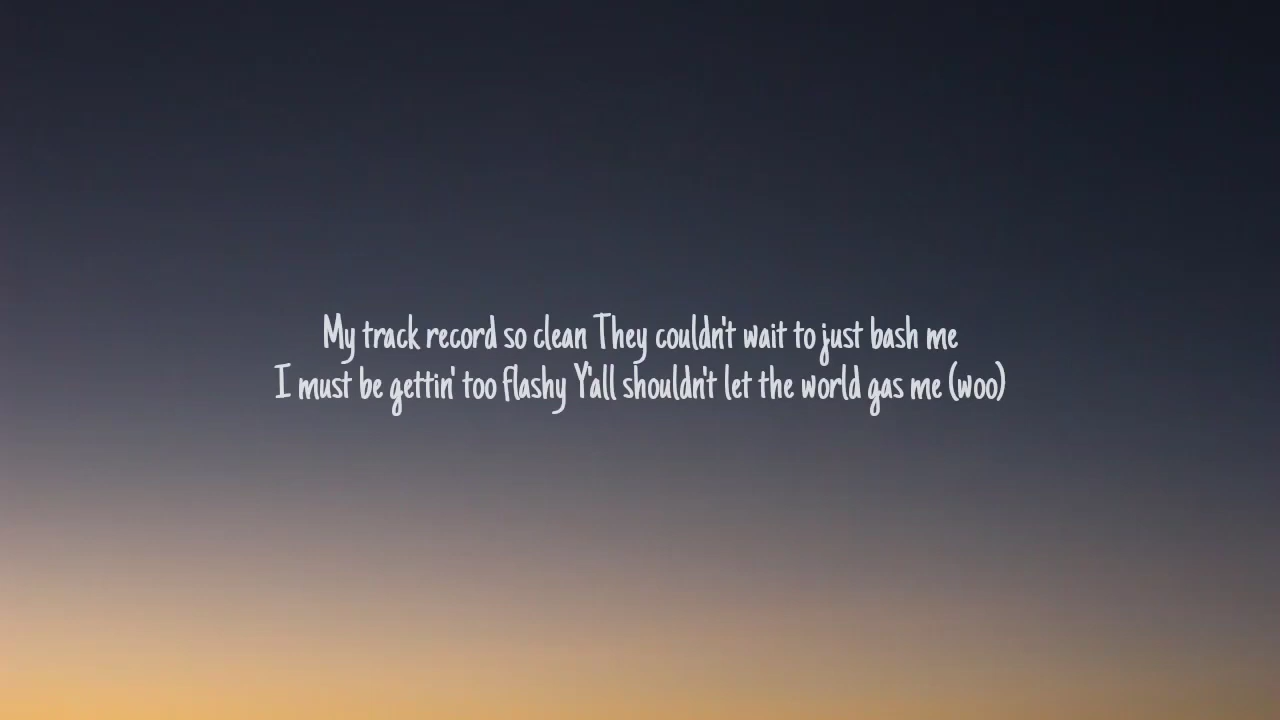 My track record so clean They couldn't wait to just bash me
I must be gettin' too flashy Y'all shouldn't let the world gas me (woo)